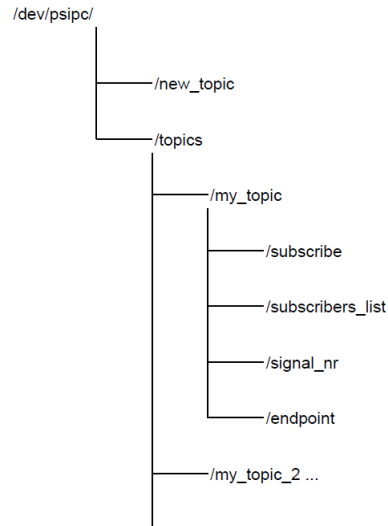 /dev/psipc/
/new_topic
/topics
/my_topic
/subscribe
/subscribers_list
/signal_nr
/endpoint
/my_topic_2 ...